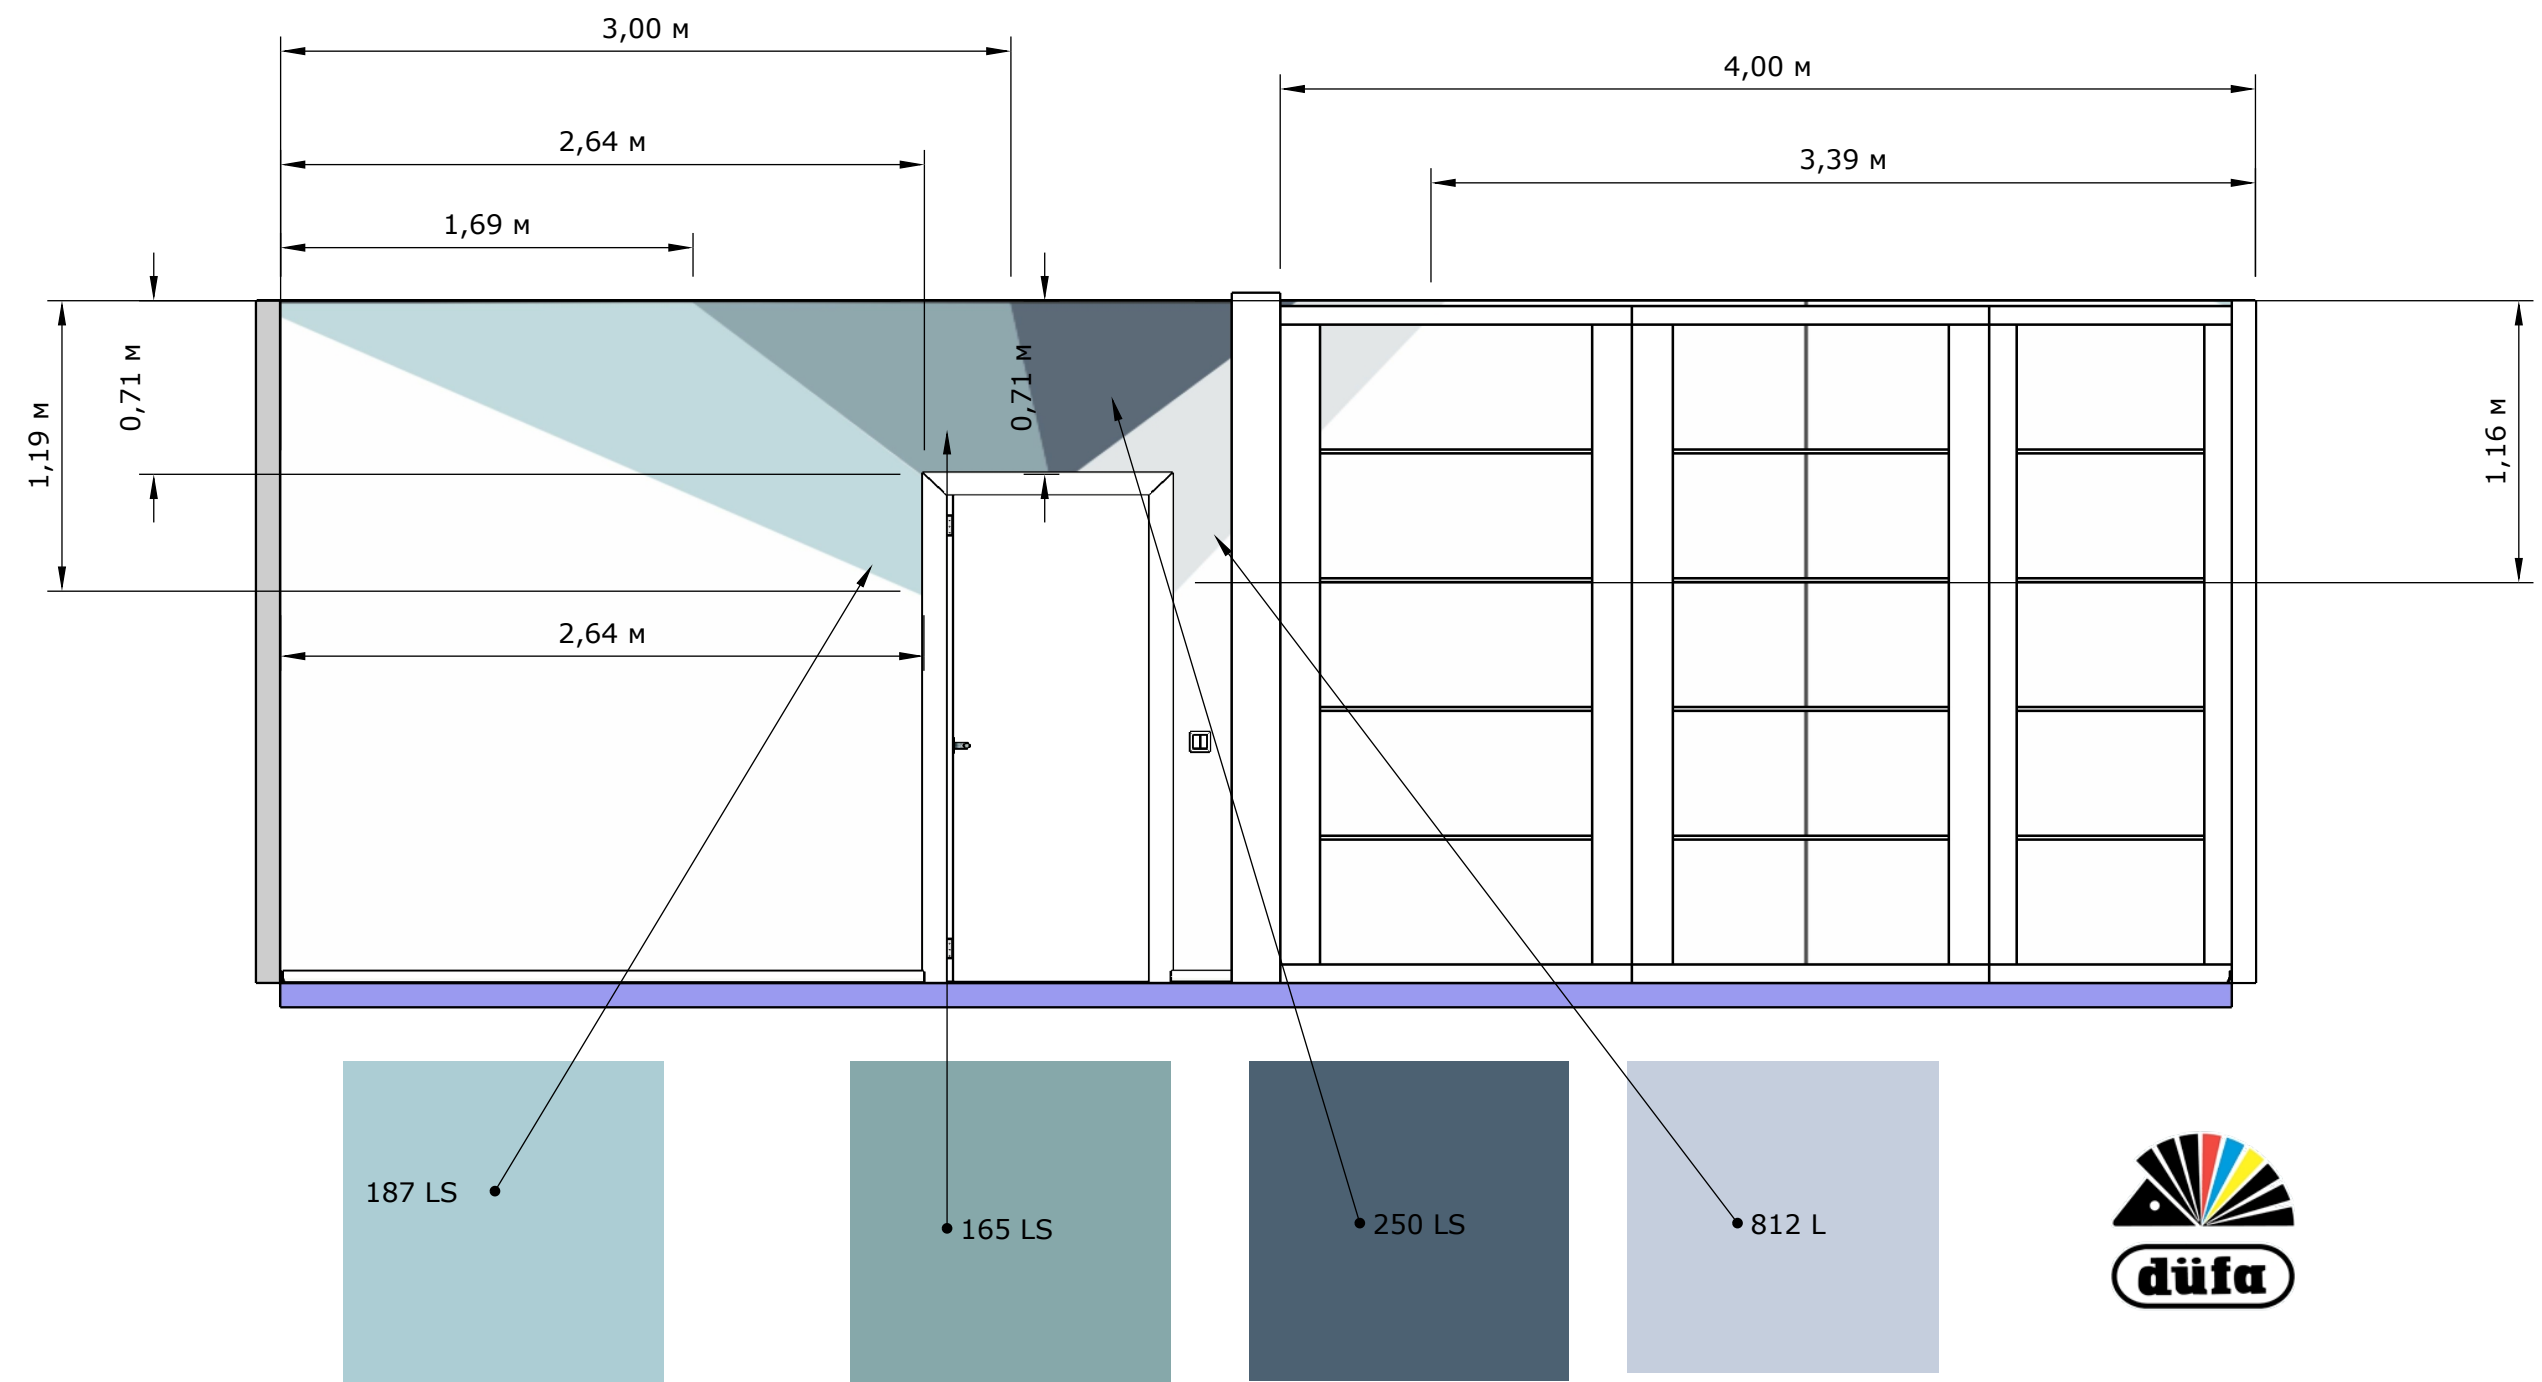 3,00 м
4,00 м
2,64 м
3,39 м
1,69 м
0,71 м
0,71 м
1,19 м
1,16 м
2,64 м
187 LS
165 LS
250 LS
812 L
düfa